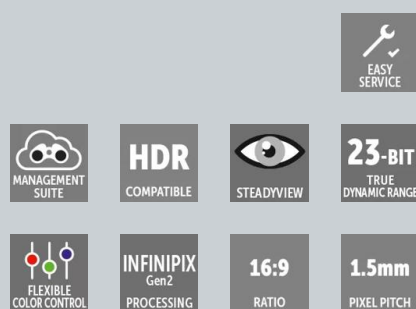 EASY
SERVICE
MANAGEMENT
SUITE
HDR
COMPATIBLE
STEADYVIEW
23-BIT
TRUE
DYNAMIC RANGE
FLEXIBLE
COLOR CONTROL
INFINIPIX
Gen2
PROCESSING
16:9
RATIO
1.5mm
PIXEL PITCH